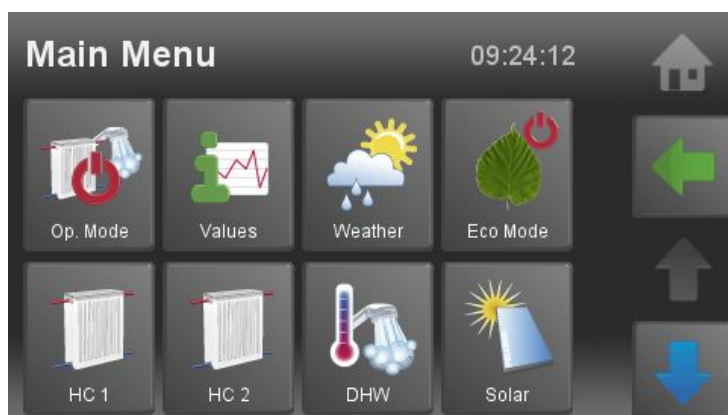 Main Menu 09:24:12
Op. Mode Values Weather Eco Mode
HC 1 HC 2 DHW Solar